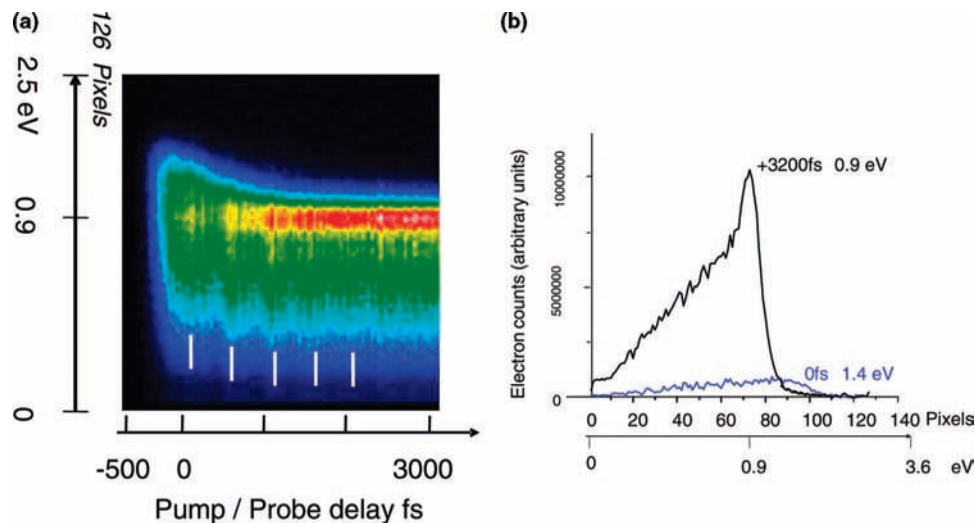 (a)
126 Pixels
2.5 eV
0.9
0
-500 0 3000
Pump / Probe delay fs
(b)
Electron counts (arbitrary units)
10000000
5000000
0
+3200fs 0.9 eV
0fs 1.4 eV
0 20 40 60 80 100 120 140 Pixels
0 0.9 3.6 eV